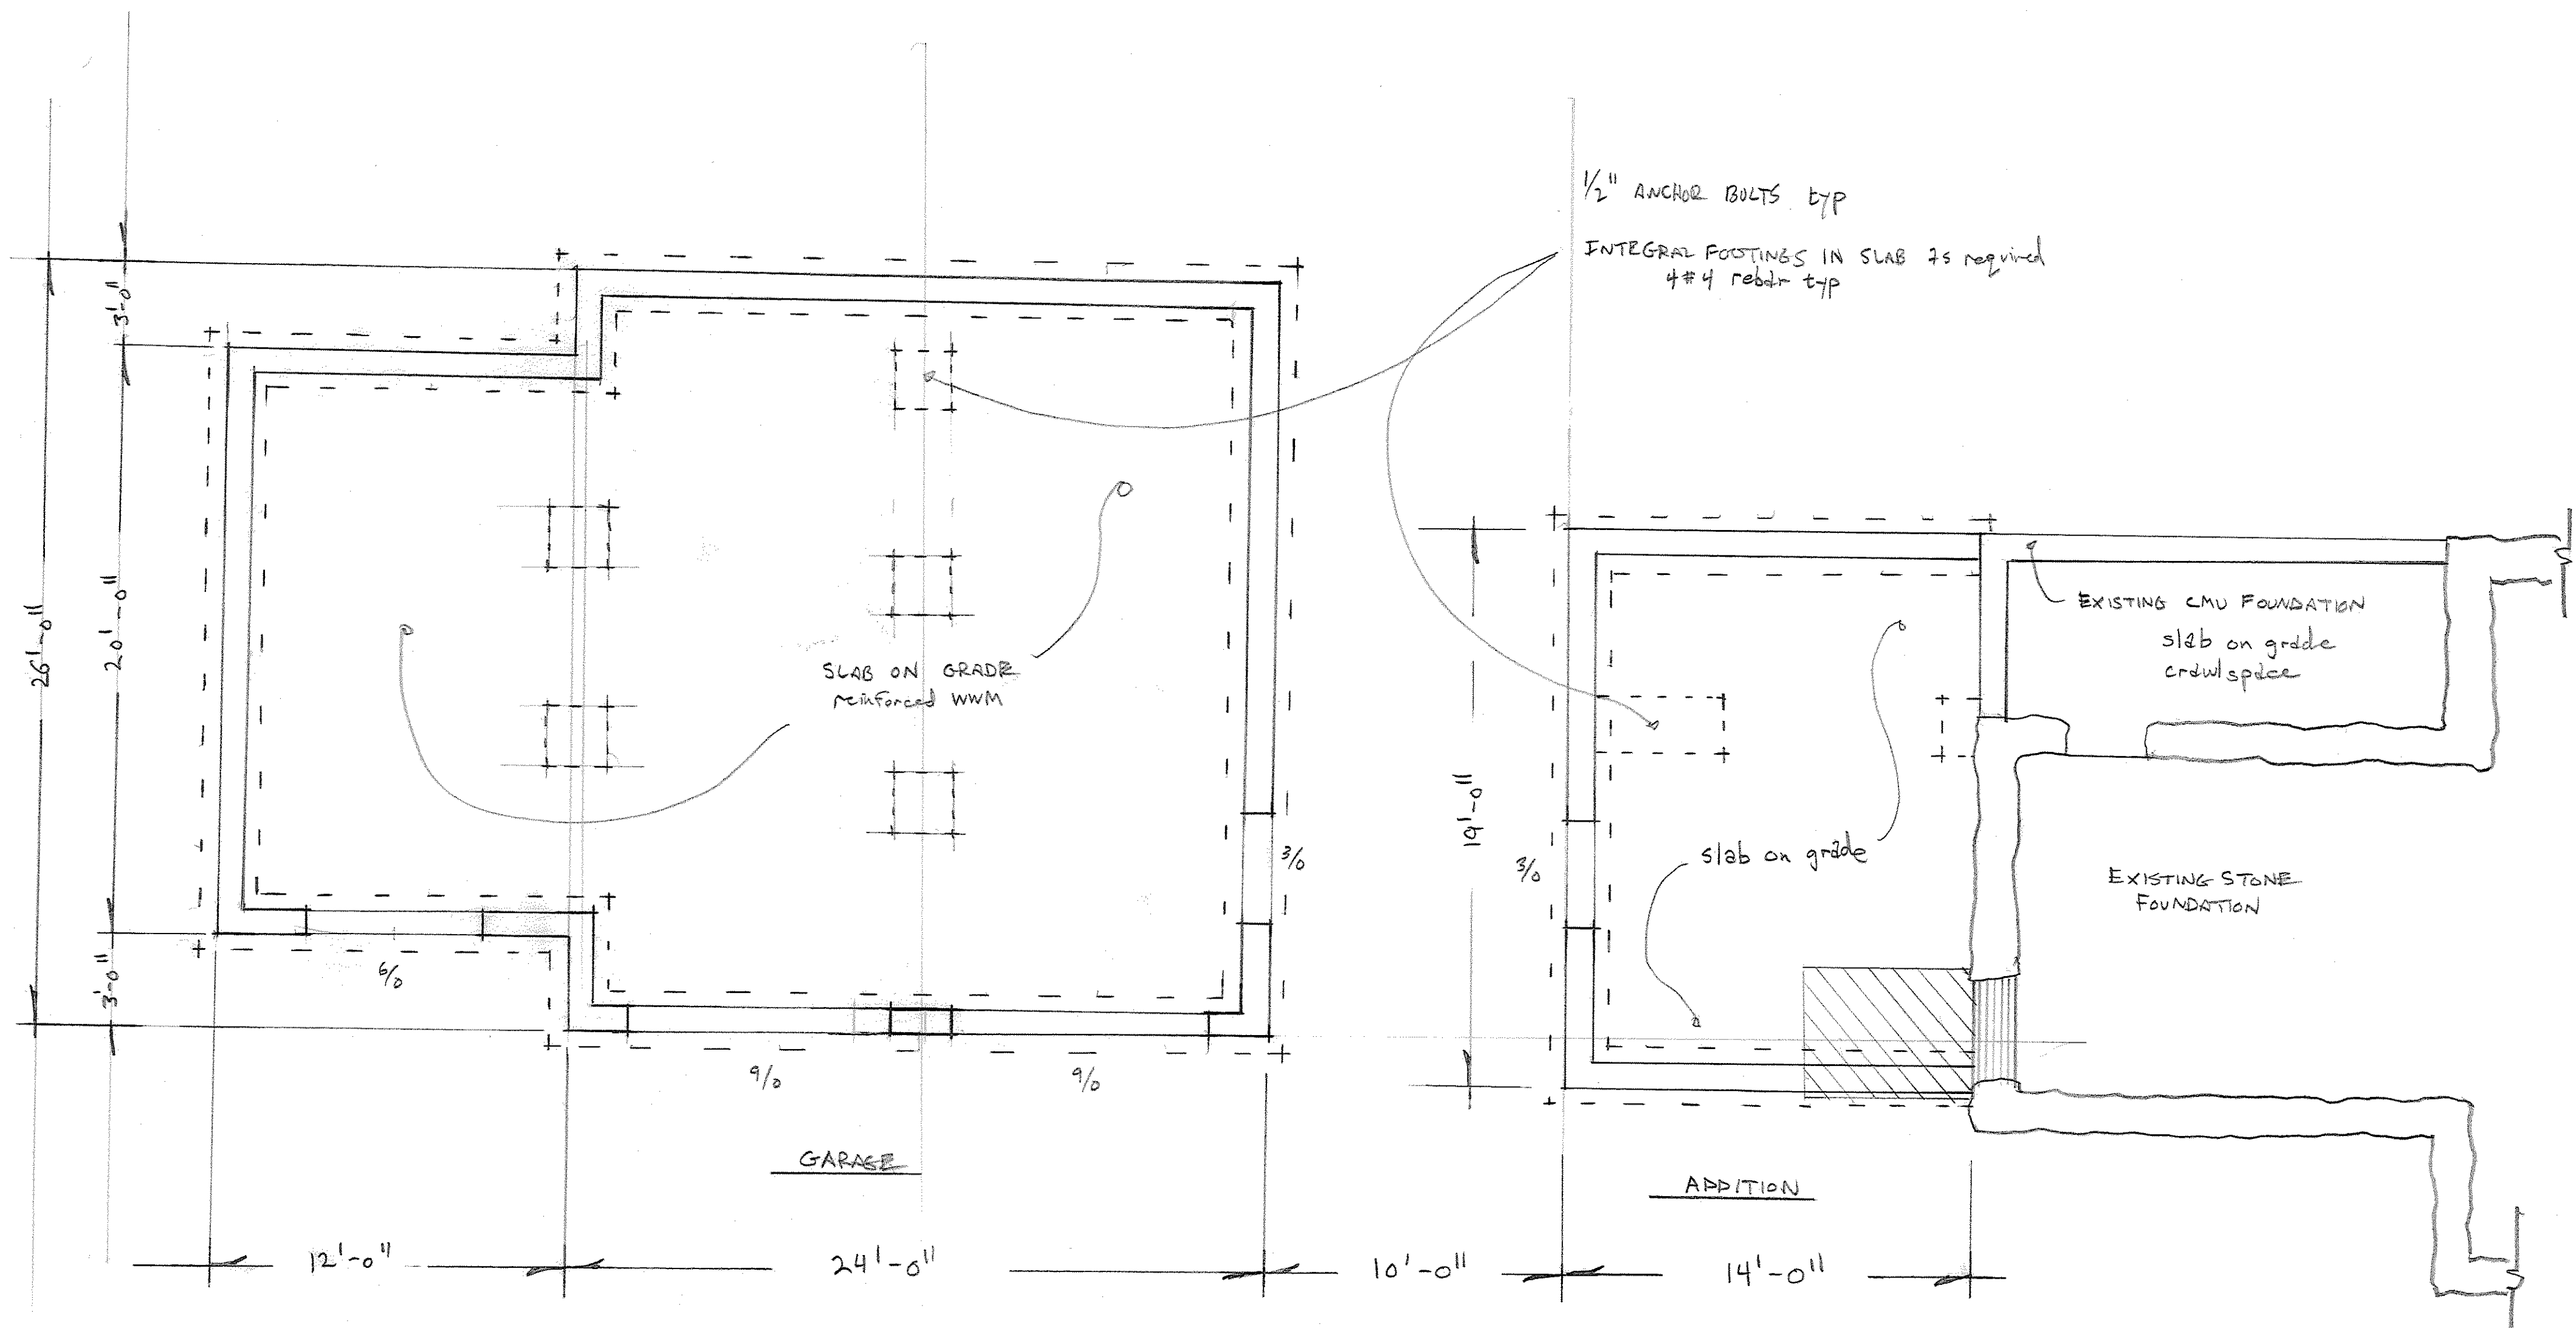 1/2" ANCHOR BOLTS typ
INTEGRAL FOOTINGS IN SLAB as required
4#4 rebar typ
3'-0"
26'-0"
20'-0"
3'-0"
SLAB ON GRADE
reinforced WWM
6/0
9/0
9/0
3/0
GARAGE
19'-0"
3/0
slab on grade
EXISTING CMU FOUNDATION
slab on grade
crawlspace
EXISTING STONE
FOUNDATION
ADDITION
12'-0"
24'-0"
10'-0"
14'-0"